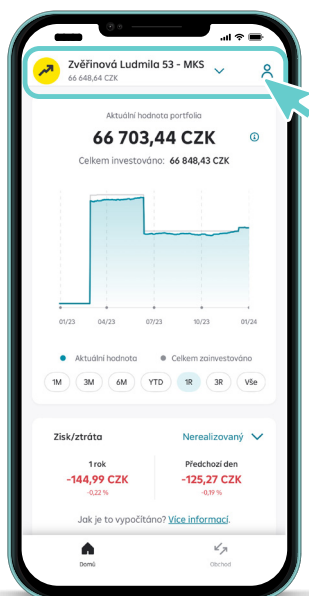 Zvěřinová Ludmila 53 - MKS
66 648,64 CZK
Aktuální hodnota portfolia
66 703,44 CZK
Celkem investováno: 66 848,43 CZK
01/23 04/23 07/23 10/23 01/24
Aktuální hodnota Celkem zainvestováno
1M 3M 6M YTD 1R 3R Vše
Zisk/ztráta Nerealizovaný
1 rok Předchozí den
-144,99 CZK -125,27 CZK
-0,22 % -0,19 %
Jak je to vypočítáno? Více informací.
Domů Obchod